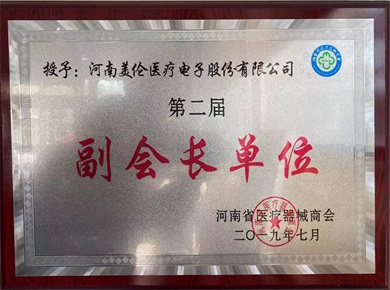 授予：河南美伦医疗电子股份有限公司
第二届
副会长单位
河南省医疗器械商会
二〇一九年七月